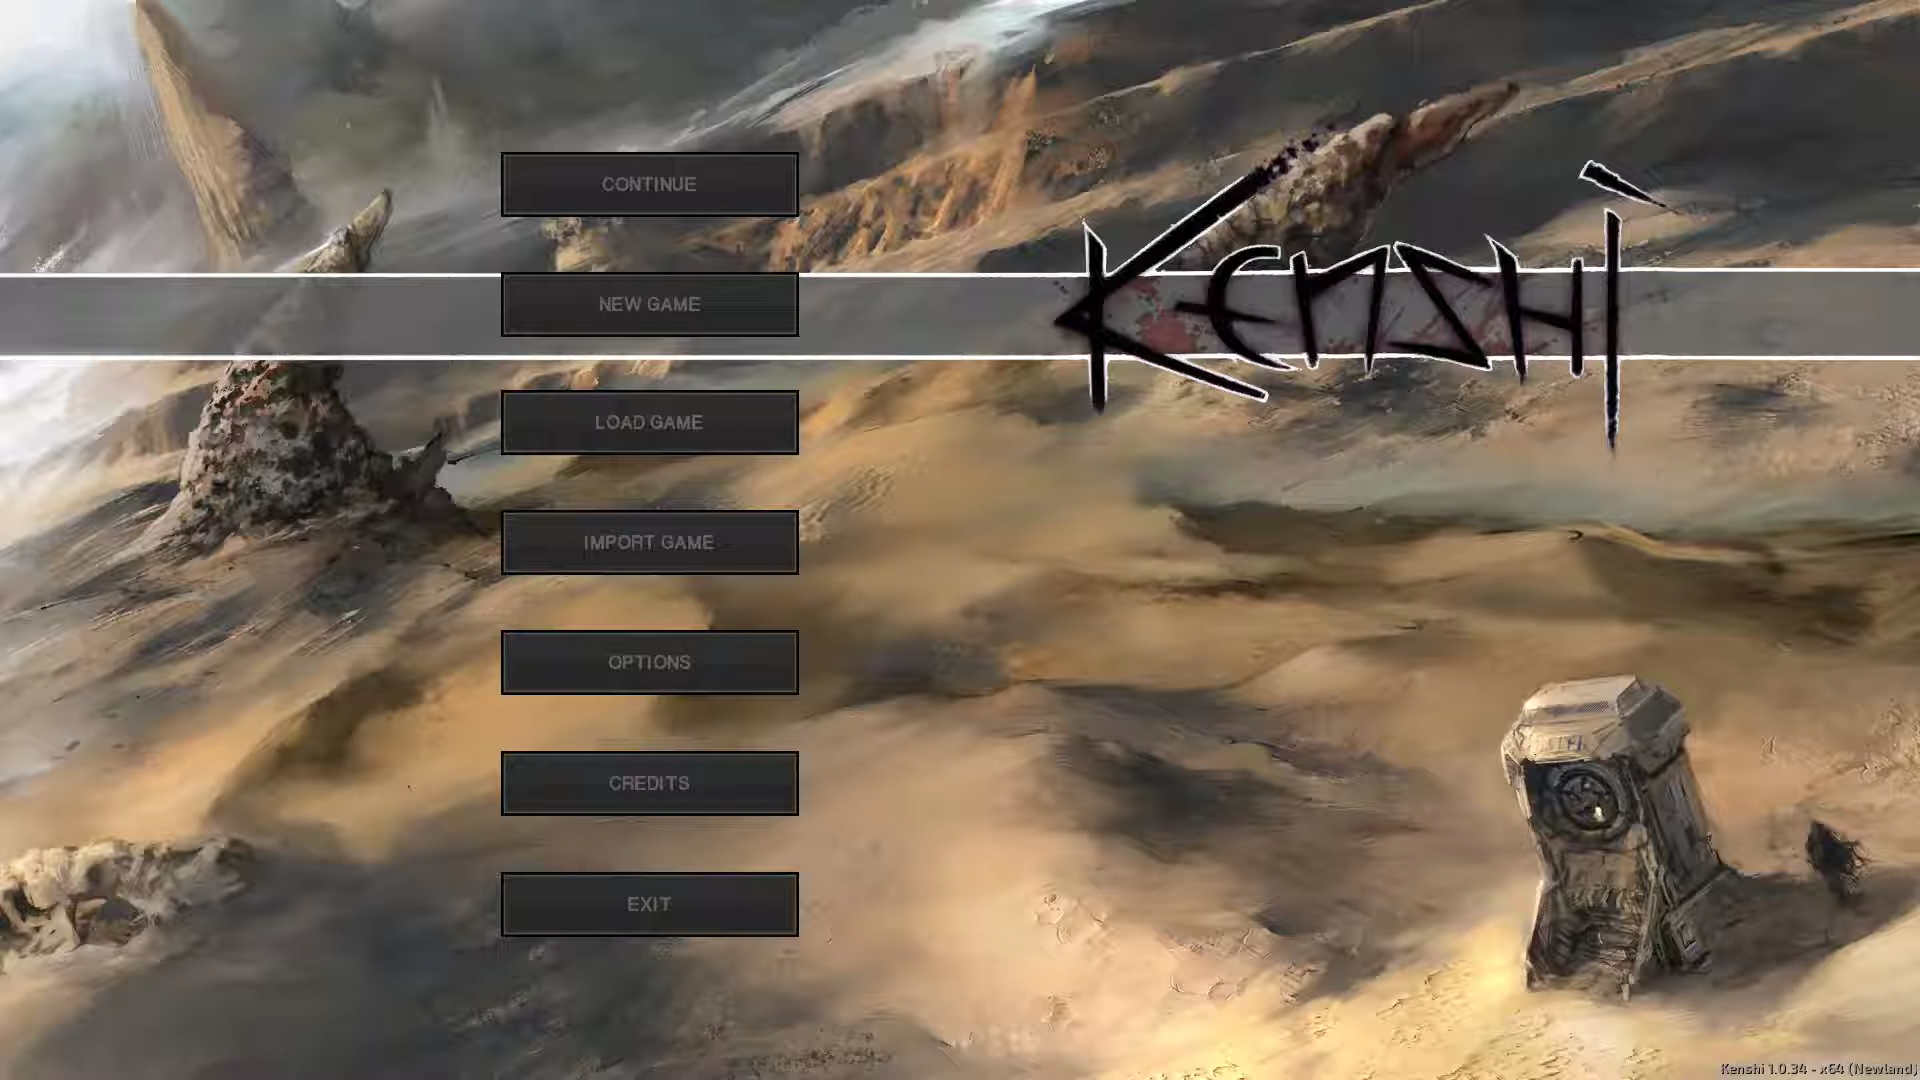 CONTINUE
NEW GAME
KENSHI
LOAD GAME
IMPORT GAME
OPTIONS
CREDITS
EXIT
Kenshi 1.0.34 - x64 (Newland)